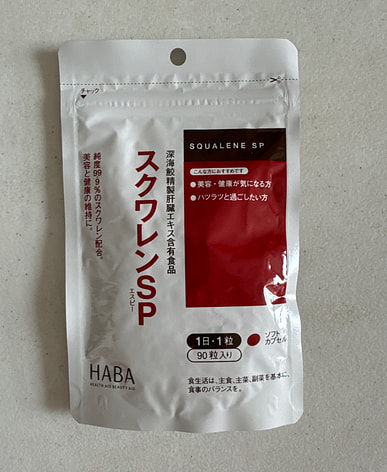 チャック
SQUALENE SP
こんな方におすすめです
●美容・健康が気になる方
●ハツラツと過ごしたい方
深海鮫精製肝臓エキス含有食品
スクワレンSP
エスピー
純度99.9%のスクワレン配合。
美容と健康の維持に。
1日・1粒
90粒入り
ソフト
カプセル
HABA
HEALTH AID BEAUTY AID
食生活は、主食、主菜、副菜を基本に、
食事のバランスを。